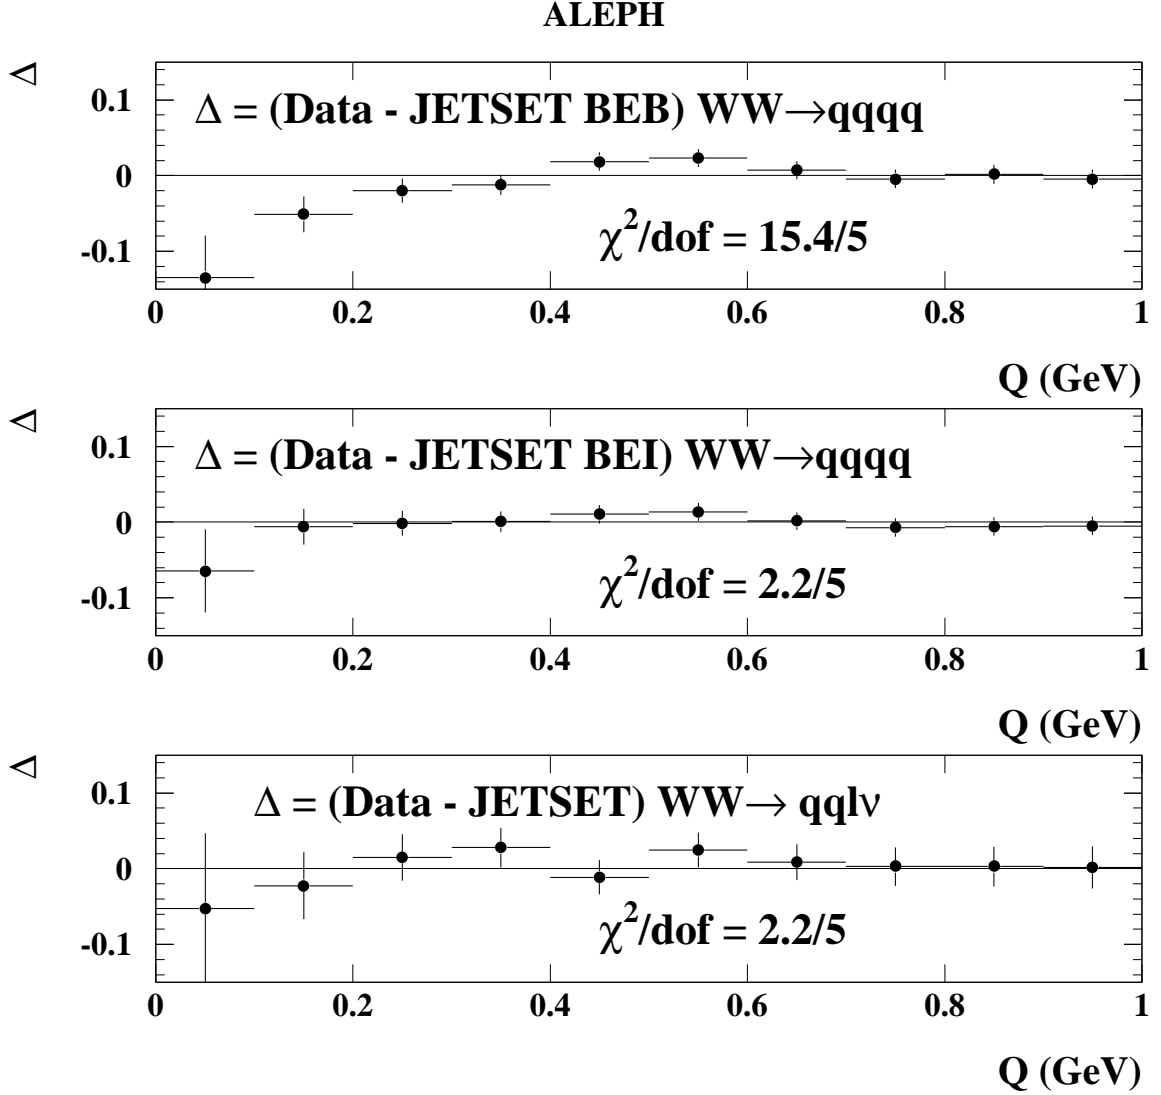 ALEPH
Δ
Δ = (Data - JETSET BEB) WW→qqqq
0.1
0
-0.1
χ²/dof = 15.4/5
0 0.2 0.4 0.6 0.8 1
Q (GeV)
Δ
Δ = (Data - JETSET BEI) WW→qqqq
0.1
0
-0.1
χ²/dof = 2.2/5
0 0.2 0.4 0.6 0.8 1
Q (GeV)
Δ
Δ = (Data - JETSET) WW→ qqlν
0.1
0
-0.1
χ²/dof = 2.2/5
0 0.2 0.4 0.6 0.8 1
Q (GeV)